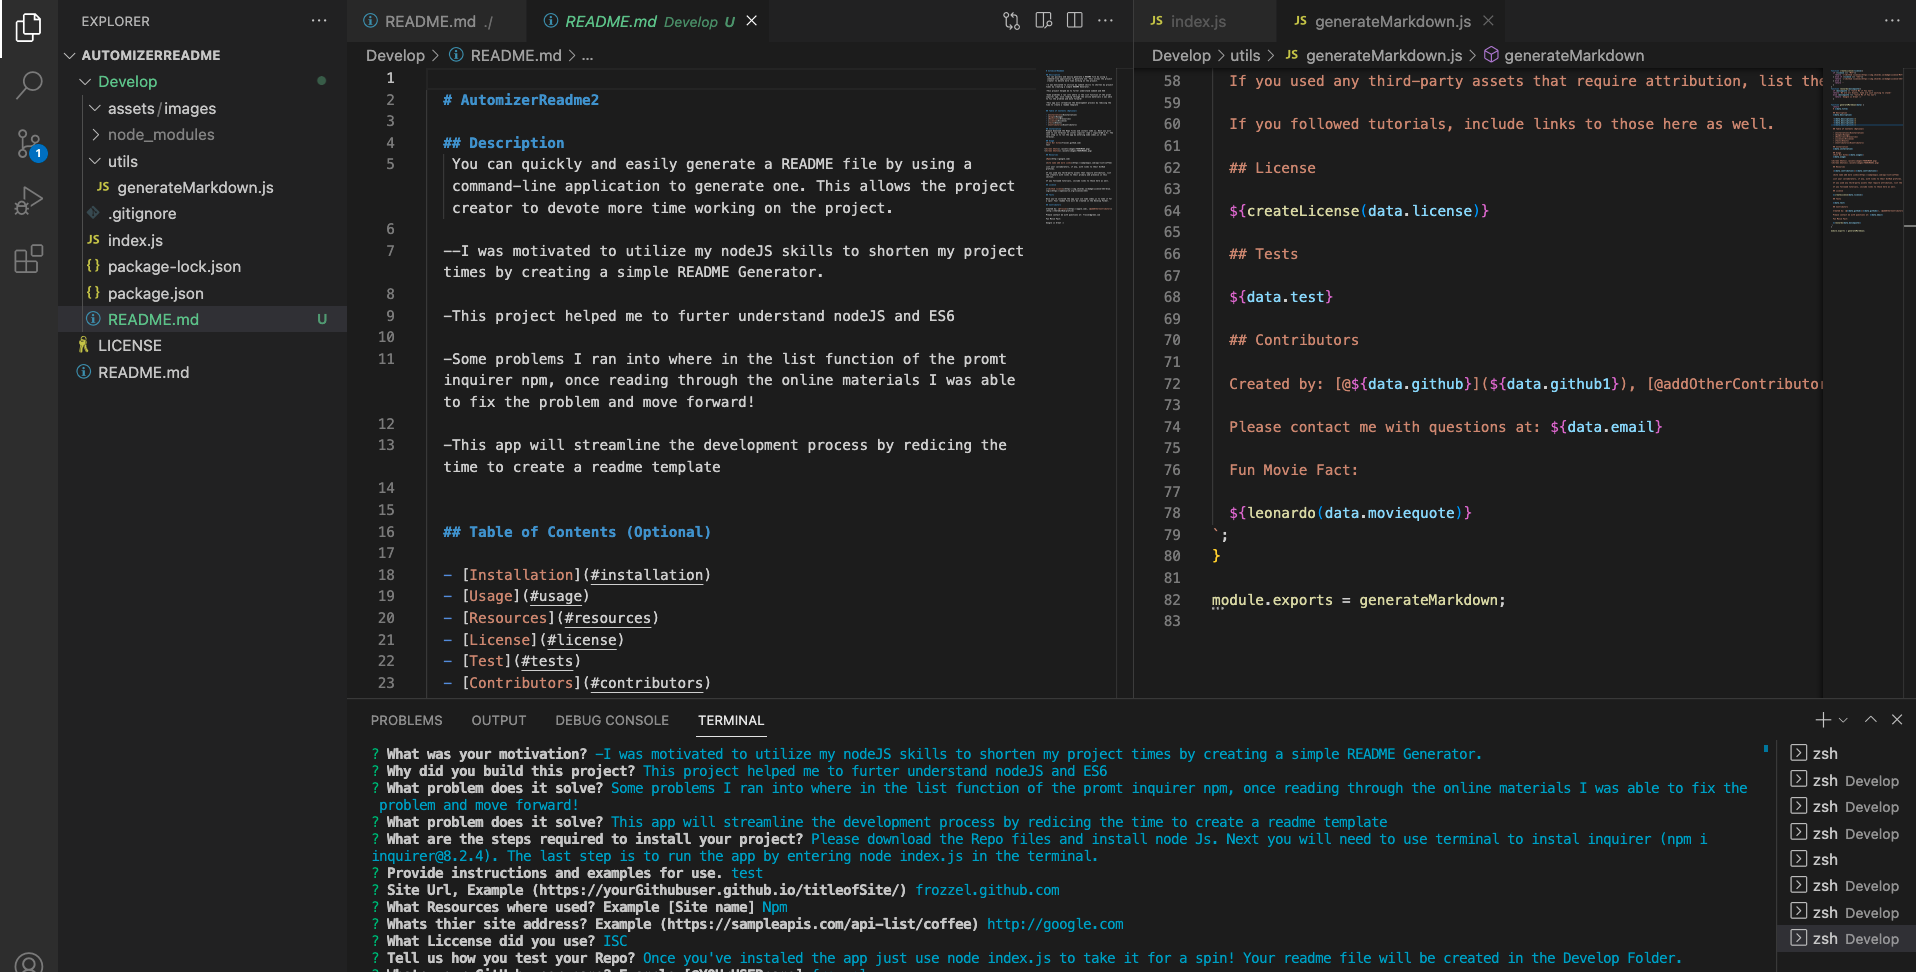 EXPLORER
AUTOMIZERREADME
Develop
assets/images
node_modules
utils
JS generateMarkdown.js
.gitignore
JS index.js
{} package-lock.json
{} package.json
README.md U
LICENSE
README.md
1
README.md ./
README.md Develop U
Develop > README.md > ...
1
2 # AutomizerReadme2
3
4 ## Description
5 You can quickly and easily generate a README file by using a
command-line application to generate one. This allows the project
creator to devote more time working on the project.
6
7 --I was motivated to utilize my nodeJS skills to shorten my project
times by creating a simple README Generator.
8
9 -This project helped me to furter understand nodeJS and ES6
10
11 -Some problems I ran into where in the list function of the promt
inquirer npm, once reading through the online materials I was able
to fix the problem and move forward!
12
13 -This app will streamline the development process by redicing the
time to create a readme template
14
15
16 ## Table of Contents (Optional)
17
18 - [Installation](#installation)
19 - [Usage](#usage)
20 - [Resources](#resources)
21 - [License](#license)
22 - [Test](#tests)
23 - [Contributors](#contributors)
JS index.js
JS generateMarkdown.js
Develop > utils > JS generateMarkdown.js > generateMarkdown
58 If you used any third-party assets that require attribution, list the
59
60 If you followed tutorials, include links to those here as well.
61
62 ## License
63
64 ${createLicense(data.license)}
65
66 ## Tests
67
68 ${data.test}
69
70 ## Contributors
71
72 Created by: [@${data.github}](${data.github1}), [@addOtherContributor
73
74 Please contact me with questions at: ${data.email}
75
76 Fun Movie Fact:
77
78 ${leonardo(data.moviequote)}
79 `;
80 }
81
82 module.exports = generateMarkdown;
83
PROBLEMS OUTPUT DEBUG CONSOLE TERMINAL
? What was your motivation? -I was motivated to utilize my nodeJS skills to shorten my project times by creating a simple README Generator.
? Why did you build this project? This project helped me to furter understand nodeJS and ES6
? What problem does it solve? Some problems I ran into where in the list function of the promt inquirer npm, once reading through the online materials I was able to fix the
problem and move forward!
? What problem does it solve? This app will streamline the development process by redicing the time to create a readme template
? What are the steps required to install your project? Please download the Repo files and install node Js. Next you will need to use terminal to instal inquirer (npm i
inquirer@8.2.4). The last step is to run the app by entering node index.js in the terminal.
? Provide instructions and examples for use. test
? Site Url, Example (https://yourGithubuser.github.io/titleofSite/) frozzel.github.com
? What Resources where used? Example [Site name] Npm
? Whats thier site address? Example (https://sampleapis.com/api-list/coffee) http://google.com
? What Liccense did you use? ISC
? Tell us how you test your Repo? Once you've instaled the app just use node index.js to take it for a spin! Your readme file will be created in the Develop Folder.
zsh
zsh Develop
zsh Develop
zsh Develop
zsh
zsh Develop
zsh Develop
zsh Develop